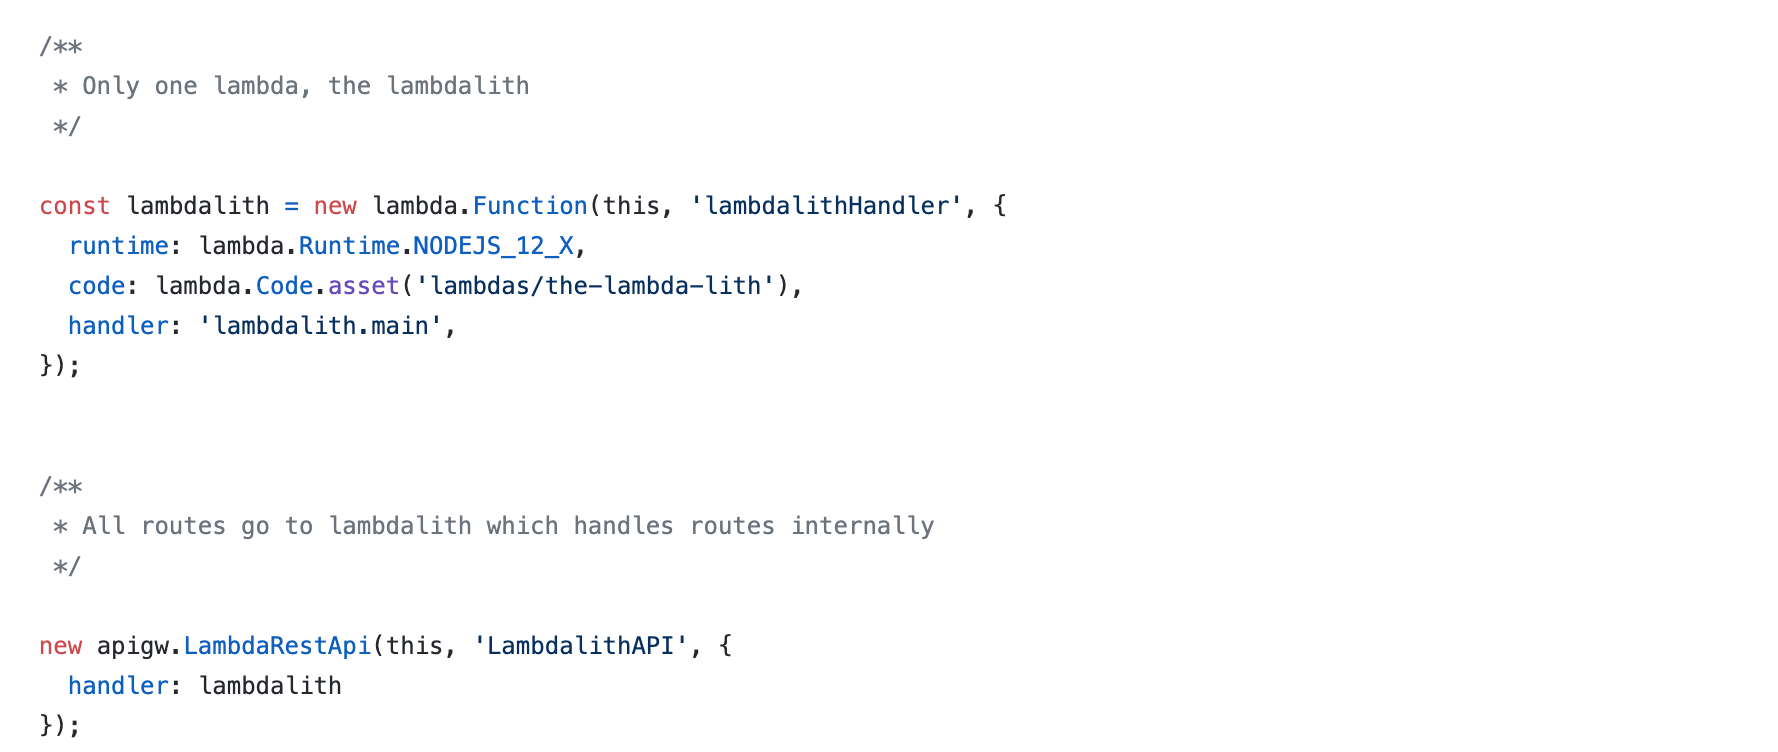 /**
 * Only one lambda, the lambdalith
 */
const lambdalith = new lambda.Function(this, 'lambdalithHandler', {
  runtime: lambda.Runtime.NODEJS_12_X,
  code: lambda.Code.asset('lambdas/the-lambda-lith'),
  handler: 'lambdalith.main',
});
/**
 * All routes go to lambdalith which handles routes internally
 */
new apigw.LambdaRestApi(this, 'LambdalithAPI', {
  handler: lambdalith
});